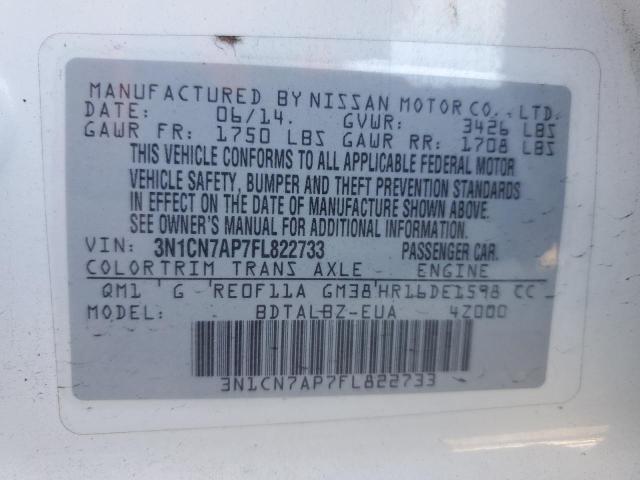 MANUFACTURED BY NISSAN MOTOR CO., LTD.
DATE: 06/14. GVWR: 3426 LBS
GAWR FR: 1750 LBS GAWR RR: 1708 LBS
THIS VEHICLE CONFORMS TO ALL APPLICABLE FEDERAL MOTOR
VEHICLE SAFETY, BUMPER AND THEFT PREVENTION STANDARDS
IN EFFECT ON THE DATE OF MANUFACTURE SHOWN ABOVE.
SEE OWNER'S MANUAL FOR ADDITIONAL INFORMATION.
VIN: 3N1CN7AP7FL822733 PASSENGER CAR.
COLOR TRIM TRANS AXLE ENGINE
QM1 G RE0F11A GM38 HR16DE1598 CC
MODEL: BDTALBZ-EUA 4Z000
3N1CN7AP7FL822733